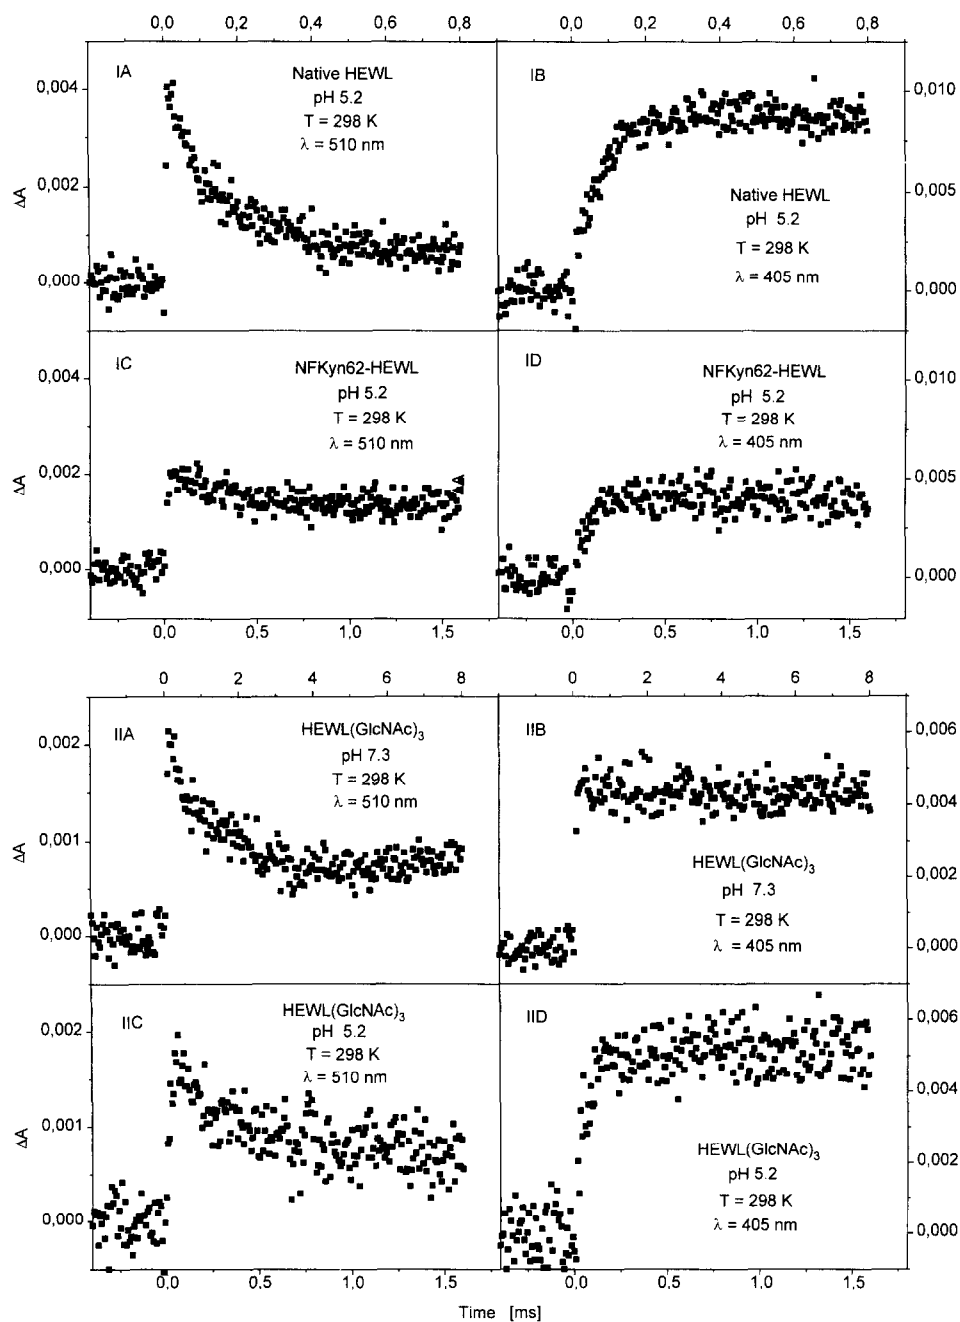 0,0 0,2 0,4 0,6 0,8 0,0 0,2 0,4 0,6 0,8
IA
Native HEWL
pH 5.2
T = 298 K
λ = 510 nm
0,004
0,002
0,000
ΔA
IB
Native HEWL
pH 5.2
T = 298 K
λ = 405 nm
0,010
0,005
0,000
IC
NFKyn62-HEWL
pH 5.2
T = 298 K
λ = 510 nm
0,004
0,002
0,000
ΔA
ID
NFKyn62-HEWL
pH 5.2
T = 298 K
λ = 405 nm
0,010
0,005
0,000
0,0 0,5 1,0 1,5 0,0 0,5 1,0 1,5
0 2 4 6 8 0 2 4 6 8
IIA
HEWL(GlcNAc)₃
pH 7.3
T = 298 K
λ = 510 nm
0,002
0,001
0,000
ΔA
IIB
HEWL(GlcNAc)₃
pH 7.3
T = 298 K
λ = 405 nm
0,006
0,004
0,002
0,000
IIC
HEWL(GlcNAc)₃
pH 5.2
T = 298 K
λ = 510 nm
0,002
0,001
0,000
ΔA
IID
HEWL(GlcNAc)₃
pH 5.2
T = 298 K
λ = 405 nm
0,006
0,004
0,002
0,000
0,0 0,5 1,0 1,5 0,0 0,5 1,0 1,5
Time [ms]